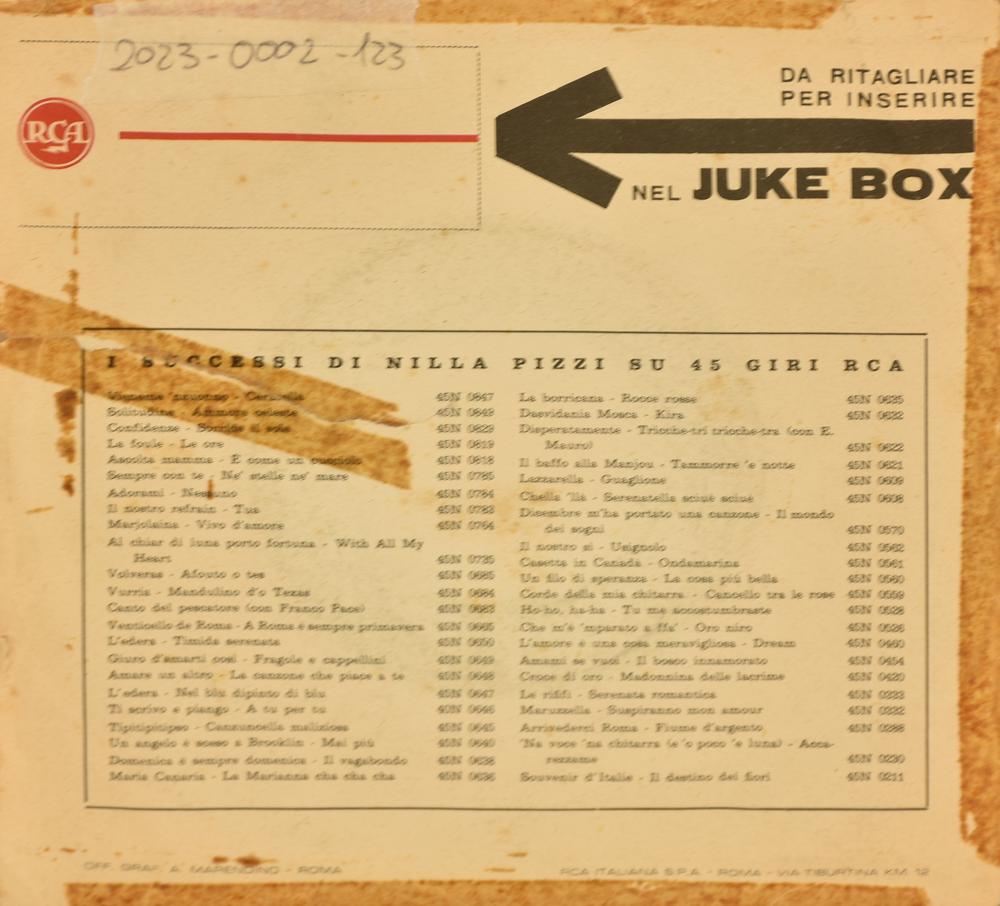 2023-0002-123
RCA
DA RITAGLIARE
PER INSERIRE
NEL JUKE BOX
I SUCCESSI DI NILLA PIZZI SU 45 GIRI RCA
45N 0847
Solitudine - Ammore celeste 45N 0849
Confidenze - Sorride il sole 45N 0829
La foule - Le ore 45N 0819
Ascolta mamma - E come un 45N 0818
Sempre con te - Ne' stelle ne' mare 45N 0785
Adorami - Nessuno 45N 0784
Il nostro refrain - Tua 45N 0783
Marjolaina - Vivo d'amore 45N 0764
Al chiar di luna porto fortuna - With All My
Heart 45N 0735
Volveras - Afouto o tes 45N 0685
Vurria - Mandulino d'o Texas 45N 0684
Canto del pescatore (con Franco Pace) 45N 0683
Venticello de Roma - A Roma è sempre primavera 45N 0665
L'edera - Timida serenata 45N 0650
Giuro d'amarti così - Fragole e cappellini 45N 0649
Amare un altro - La canzone che piace a te 45N 0648
L'edera - Nel blu dipinto di blu 45N 0647
Ti scrivo e piango - A tu per tu 45N 0646
Tipitipitipso - Canzoncella maliziosa 45N 0645
Un angelo è sceso a Brooklin - Mai più 45N 0640
Domenica è sempre domenica - Il vagabondo 45N 0638
Maria Canaria - La Marianna cha cha cha 45N 0636
La borricana - Rocce rosse 45N 0635
Dasvidania Mosca - Kira 45N 0632
Disperatamente - Tricche-tri tricche-tra (con E.
Mauro) 45N 0622
Il baffo alla Manjou - Tammorre 'e notte 45N 0621
Lazzarella - Guaglione 45N 0609
Chella 'llà - Serenatella sciuè sciuè 45N 0608
Dicembre m'ha portato una canzone - Il mondo
dei sogni 45N 0570
Il nostro sì - Usignolo 45N 0562
Casetta in Canadà - Ondamarina 45N 0561
Un filo di speranza - La cosa più bella 45N 0560
Corde della mia chitarra - Cancello tra le rose 45N 0559
Ho-ho, ha-ha - Tu me accostumbraste 45N 0528
Che m'è 'mparato a ffa' - Oro niro 45N 0526
L'amore è una cosa meravigliosa - Dream 45N 0460
Amami se vuoi - Il bosco innamorato 45N 0454
Croce di oro - Madonnina delle lacrime 45N 0420
Le rififi - Serenata romantica 45N 0333
Maruzzella - Suspiranno mon amour 45N 0332
Arrivederci Roma - Fiume d'argento 45N 0288
'Na voce 'na chitarra (e 'o poco 'e luna) - Acca-
rezzame 45N 0230
Souvenir d'Italie - Il destino dei fiori 45N 0211
OFF. GRAF. A. MARENDINO - ROMA
RCA ITALIANA S.P.A. - ROMA - VIA TIBURTINA KM. 12